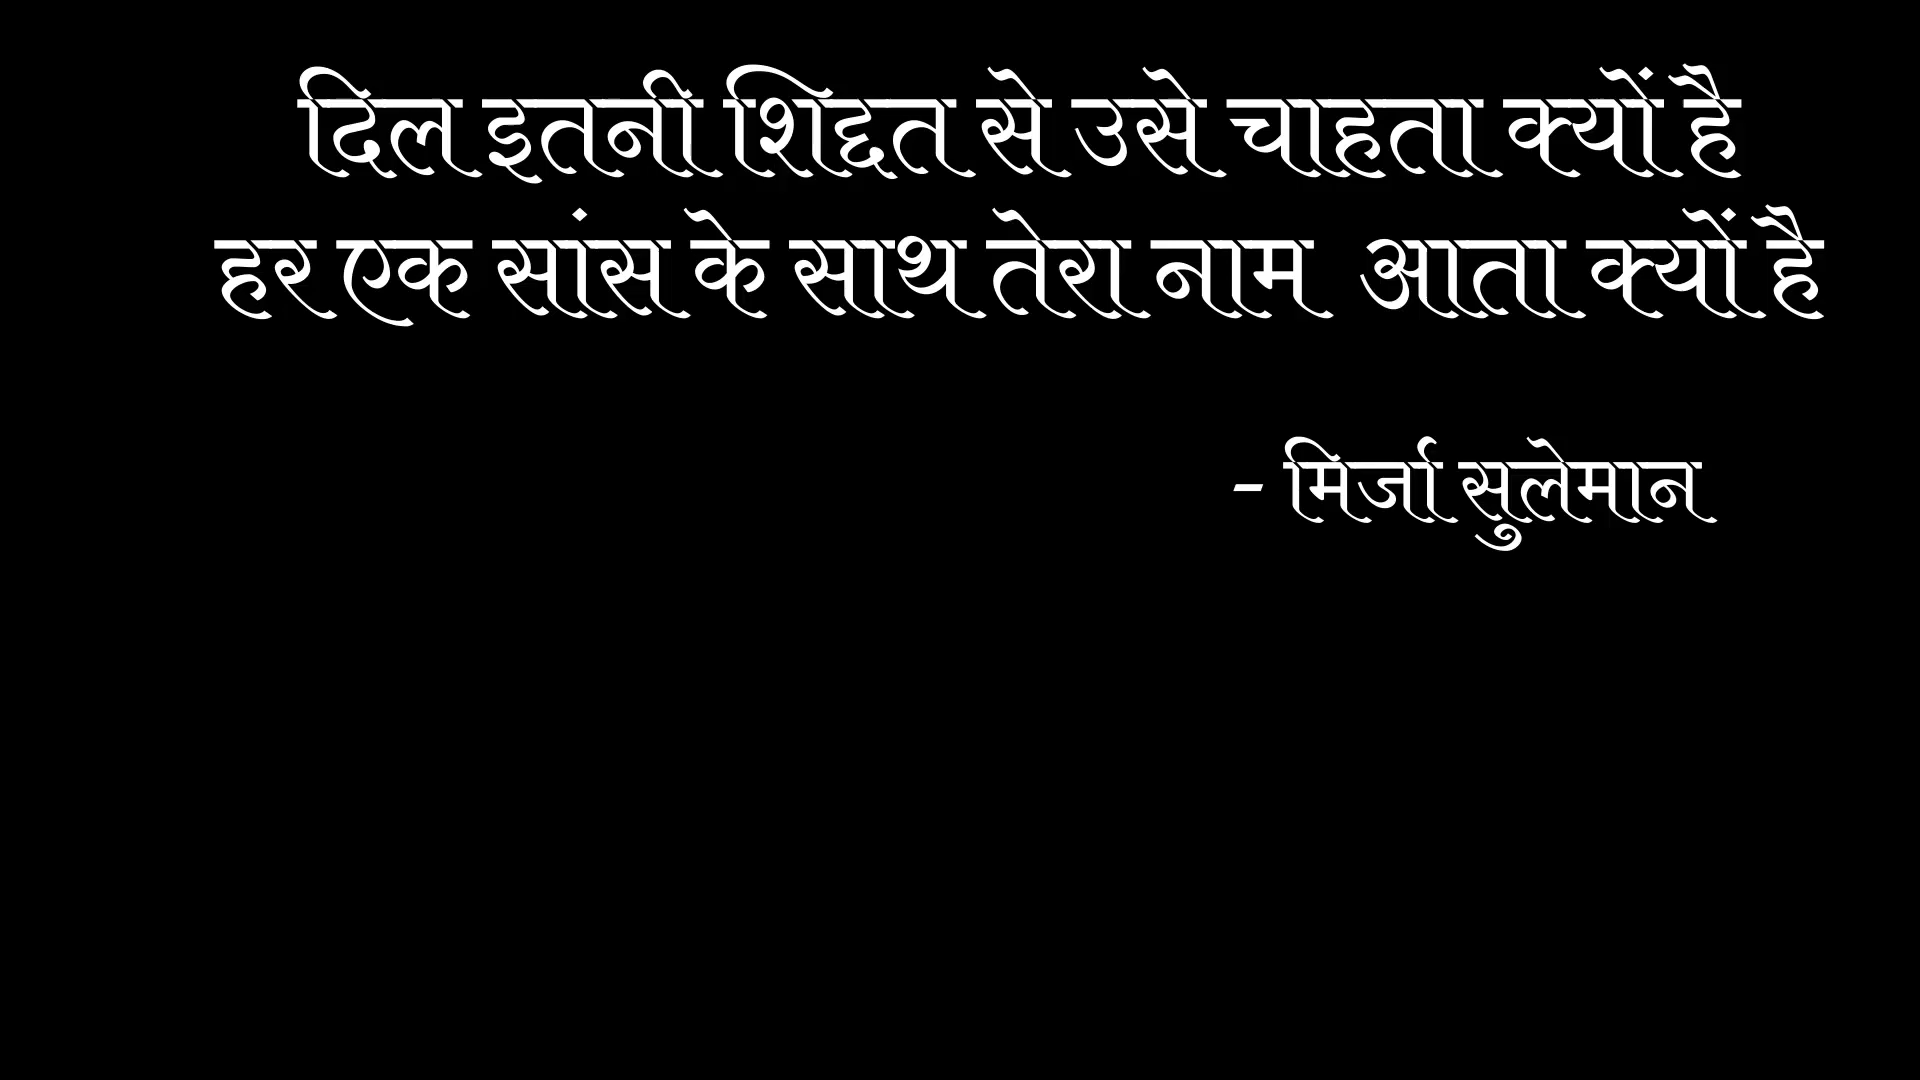 दिल इतनी शिद्दत से उसे चाहता क्यों है
हर एक सांस के साथ तेरा नाम आता क्यों है
- मिर्जा सुलेमान